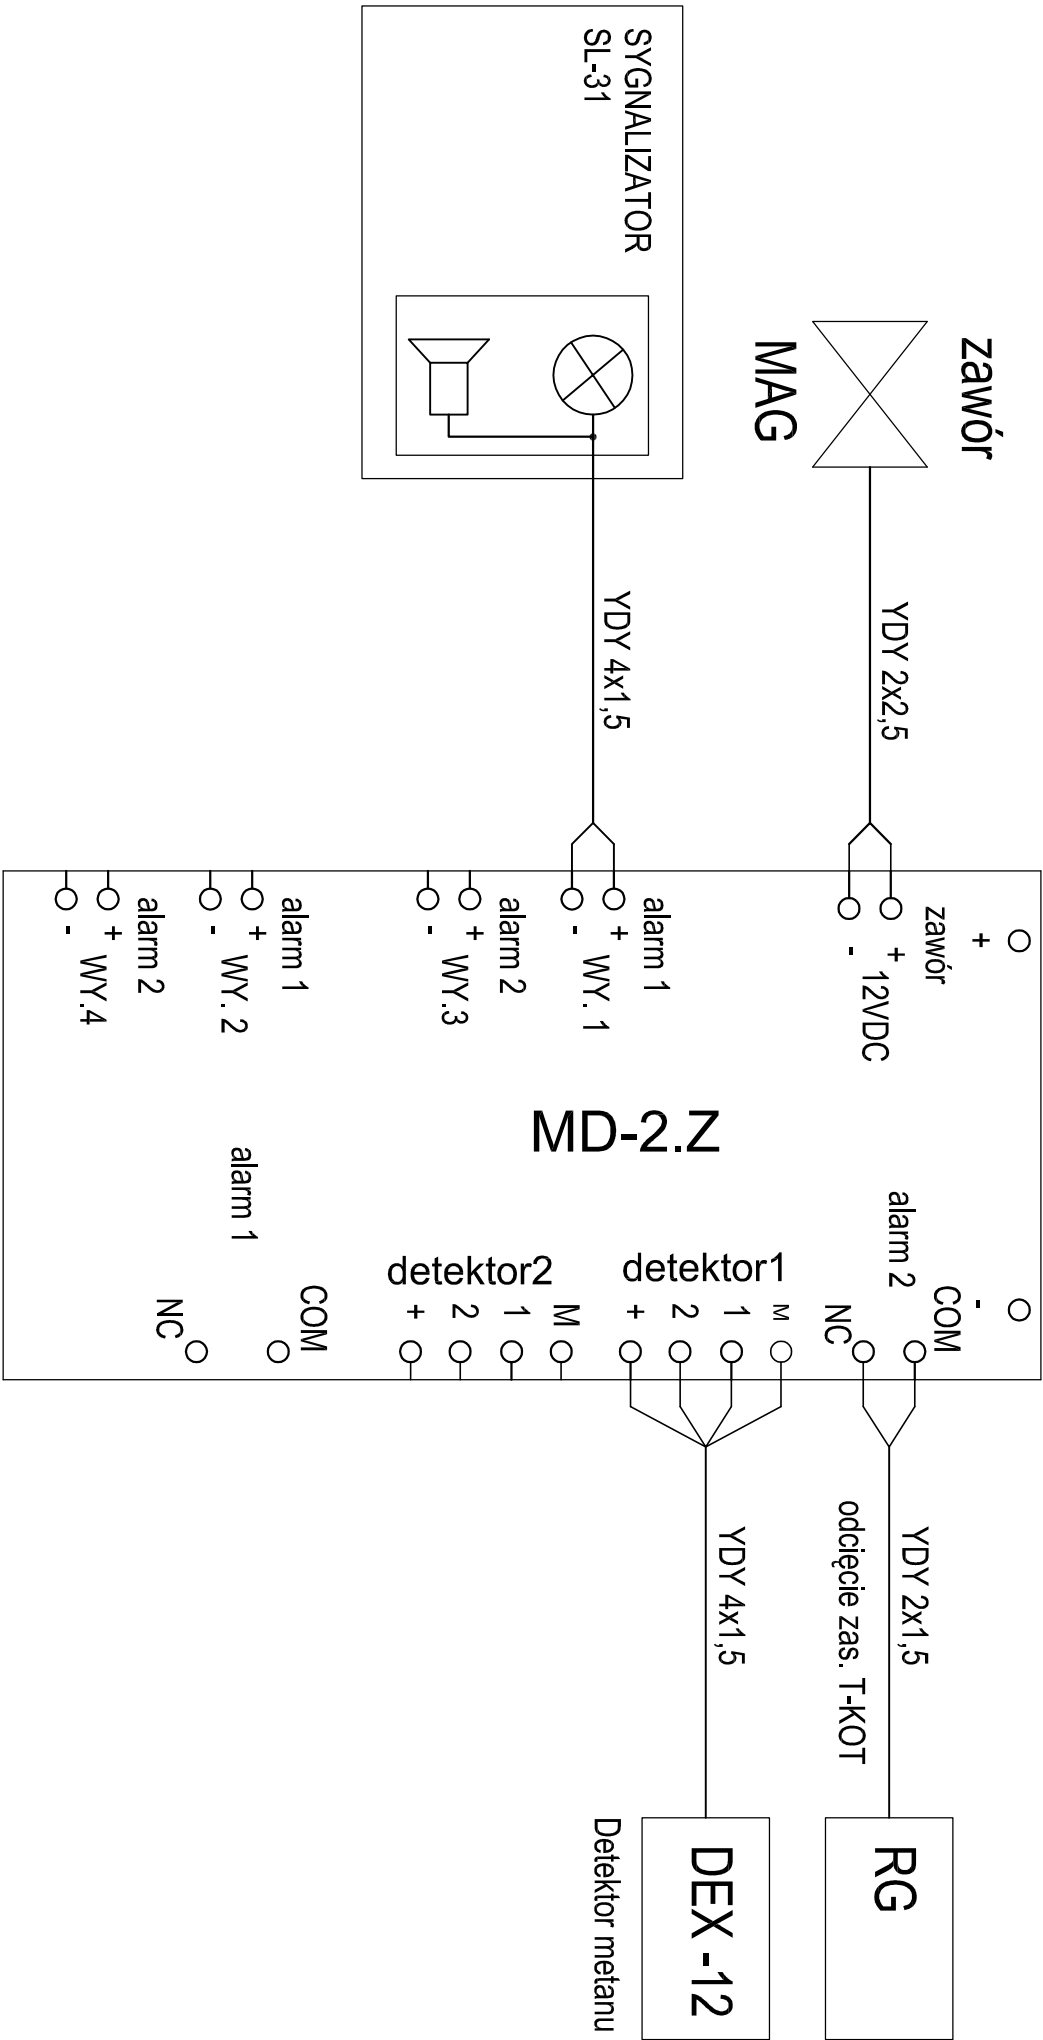 SYGNALIZATOR
SL-31
zawór
MAG
YDY 4x1,5
YDY 2x2,5
+
zawór
+
-
12VDC
alarm 1
+
-
WY. 1
alarm 2
+
-
WY.3
alarm 1
+
-
WY. 2
alarm 2
+
-
WY.4
MD-2.Z
-
alarm 2
COM
NC
detektor1
M
1
2
+
detektor2
M
1
2
+
alarm 1
COM
NC
YDY 2x1,5
odcięcie zas. T-KOT
YDY 4x1,5
RG
DEX -12
Detektor metanu